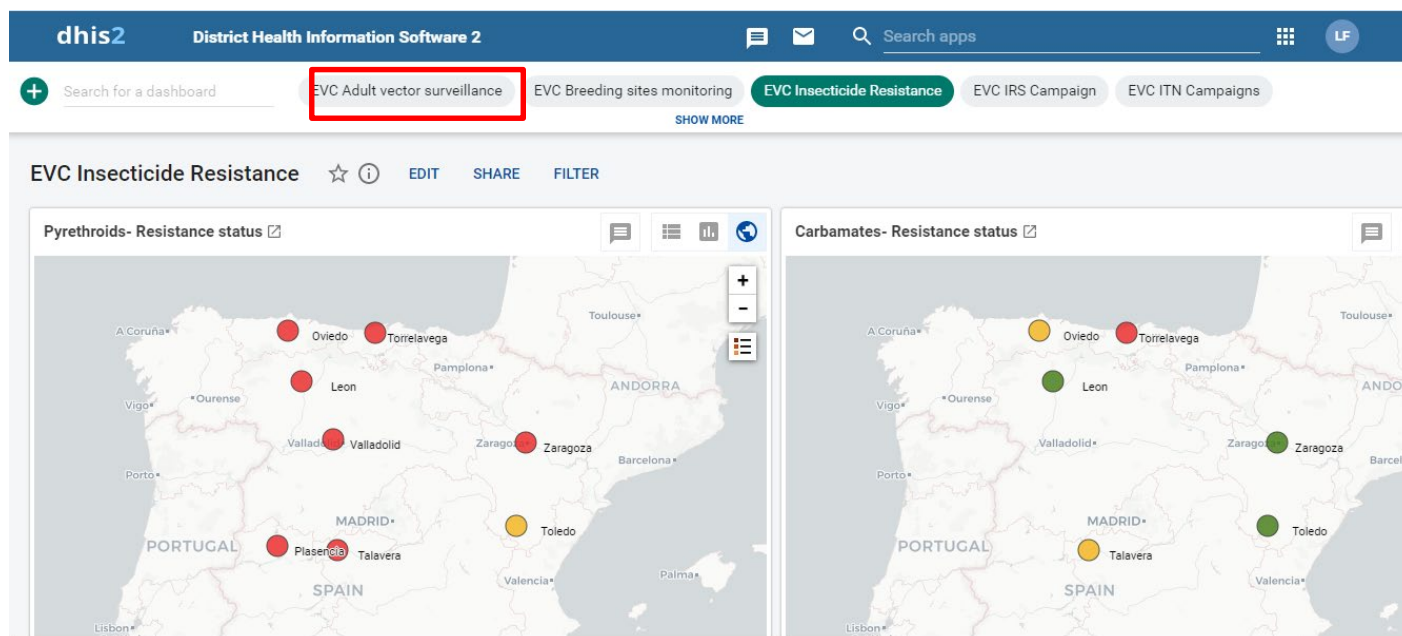 dhis2 District Health Information Software 2 Search apps LF
Search for a dashboard EVC Adult vector surveillance EVC Breeding sites monitoring EVC Insecticide Resistance EVC IRS Campaign EVC ITN Campaigns
SHOW MORE
EVC Insecticide Resistance EDIT SHARE FILTER
Pyrethroids- Resistance status
+
-
A Coruña
Oviedo
Torrelavega
Toulouse
Pamplona
Leon
ANDORRA
Vigo
Ourense
Valladolid
Zaragoza
Zaragoza
Barcelona
Porto
MADRID
Toledo
PORTUGAL
Plasencia
Talavera
SPAIN
Valencia
Palma
Lisbon
Carbamates- Resistance status
A Coruña
Oviedo
Torrelavega
Toulouse
Pamplona
Leon
ANDO
Vigo
Ourense
Valladolid
Zaragoza
Zaragoza
Barcel
Porto
MADRID
Toledo
PORTUGAL
Talavera
SPAIN
Valencia
Lisbon